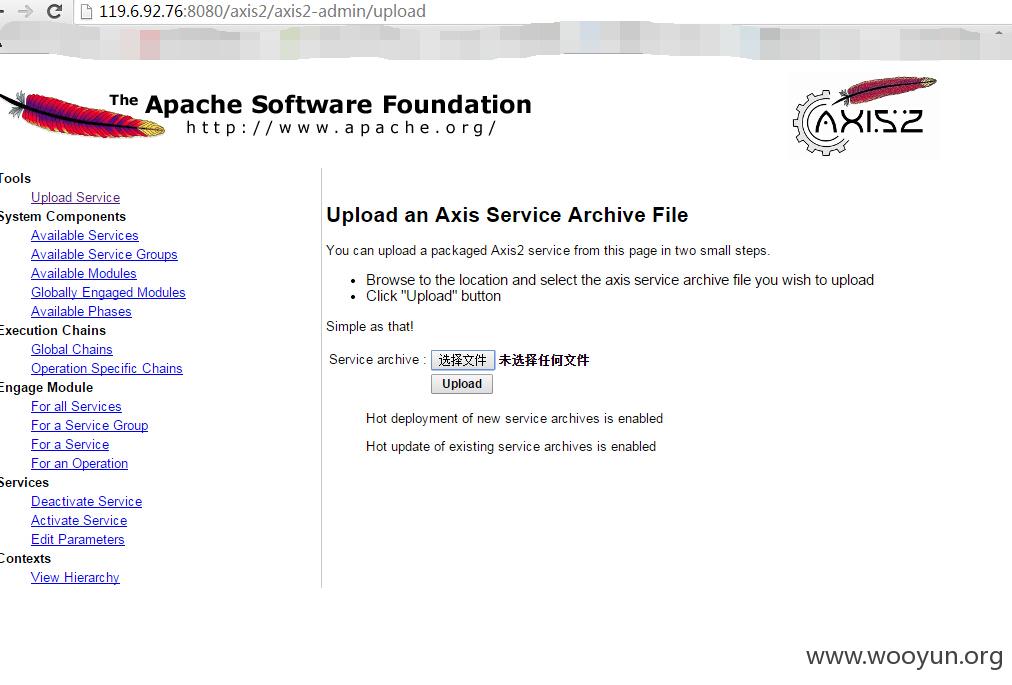 119.6.92.76:8080/axis2/axis2-admin/upload
The Apache Software Foundation
http://www.apache.org/
AXIS2
Tools
Upload Service
System Components
Available Services
Available Service Groups
Available Modules
Globally Engaged Modules
Available Phases
Execution Chains
Global Chains
Operation Specific Chains
Engage Module
For all Services
For a Service Group
For a Service
For an Operation
Services
Deactivate Service
Activate Service
Edit Parameters
Contexts
View Hierarchy
Upload an Axis Service Archive File
You can upload a packaged Axis2 service from this page in two small steps.
• Browse to the location and select the axis service archive file you wish to upload
• Click "Upload" button
Simple as that!
Service archive : 选择文件 未选择任何文件
Upload
Hot deployment of new service archives is enabled
Hot update of existing service archives is enabled
www.wooyun.org